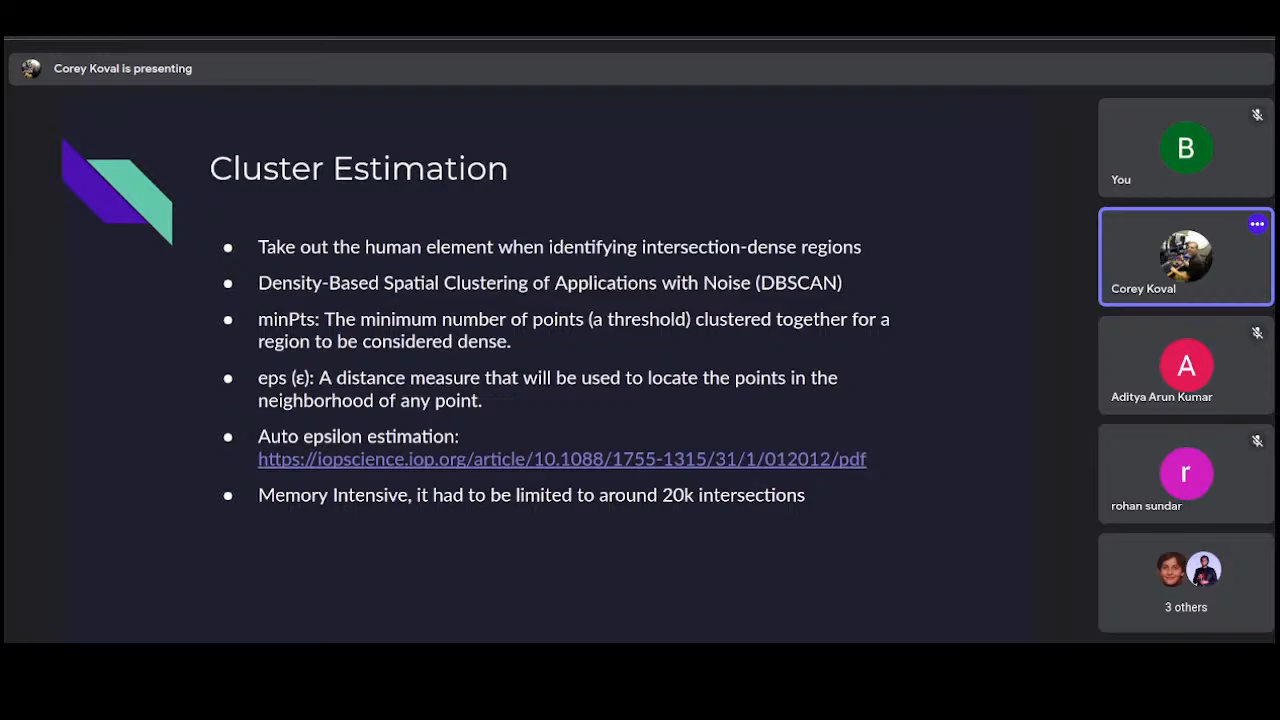 Corey Koval is presenting
Cluster Estimation
● Take out the human element when identifying intersection-dense regions
● Density-Based Spatial Clustering of Applications with Noise (DBSCAN)
● minPts: The minimum number of points (a threshold) clustered together for a
region to be considered dense.
● eps (ε): A distance measure that will be used to locate the points in the
neighborhood of any point.
● Auto epsilon estimation:
https://iopscience.iop.org/article/10.1088/1755-1315/31/1/012012/pdf
● Memory Intensive, it had to be limited to around 20k intersections
B
You
Corey Koval
A
Aditya Arun Kumar
r
rohan sundar
3 others